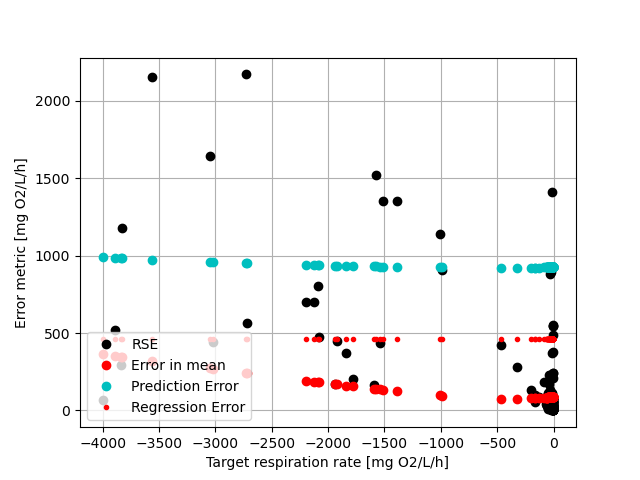 2000
1500
1000
500
0
Error metric [mg O2/L/h]
RSE
Error in mean
Prediction Error
Regression Error
−4000 −3500 −3000 −2500 −2000 −1500 −1000 −500 0
Target respiration rate [mg O2/L/h]